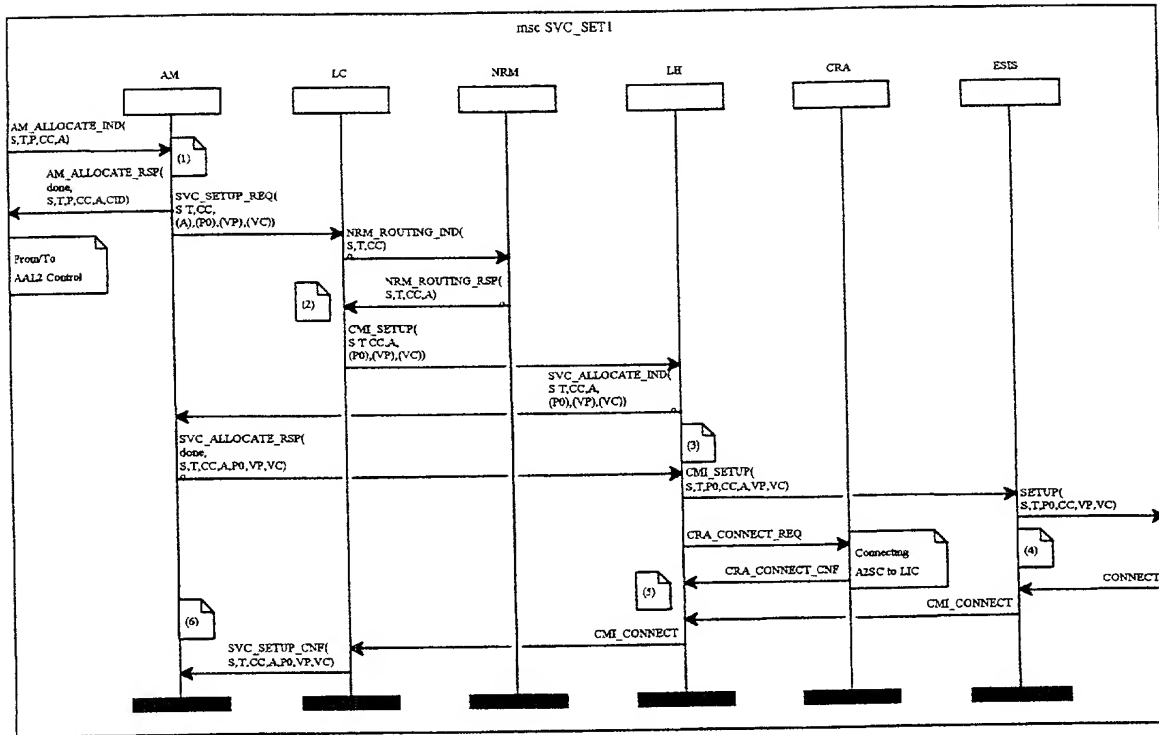 msc SVC_SET1
AM
LC
NRM
LH
CRA
ESIS
AM_ALLOCATE_IND(
S,T,P,CC,A)
(1)
AM_ALLOCATE_RSP(
done,
S,T,P,CC,A,CID)
SVC_SETUP_REQ(
S T,CC,
(A),(P0),(VP),(VC))
NRM_ROUTING_IND(
S,T,CC)
From/To
AAL2 Control
(2)
NRM_ROUTING_RSP(
S,T,CC,A)
CMI_SETUP(
S T CC,A,
(P0),(VP),(VC))
SVC_ALLOCATE_IND(
S T,CC,A,
(P0),(VP),(VC))
SVC_ALLOCATE_RSP(
done,
S,T,CC,A,P0,VP,VC)
(3)
CMI_SETUP(
S,T,P0,CC,A,VP,VC)
SETUP(
S,T,P0,CC,VP,VC)
CRA_CONNECT_REQ
Connecting
A2SC to LIC
(4)
CRA_CONNECT_CNF
(5)
CONNECT
CMI_CONNECT
(6)
CMI_CONNECT
SVC_SETUP_CNF(
S,T,CC,A,P0,VP,VC)